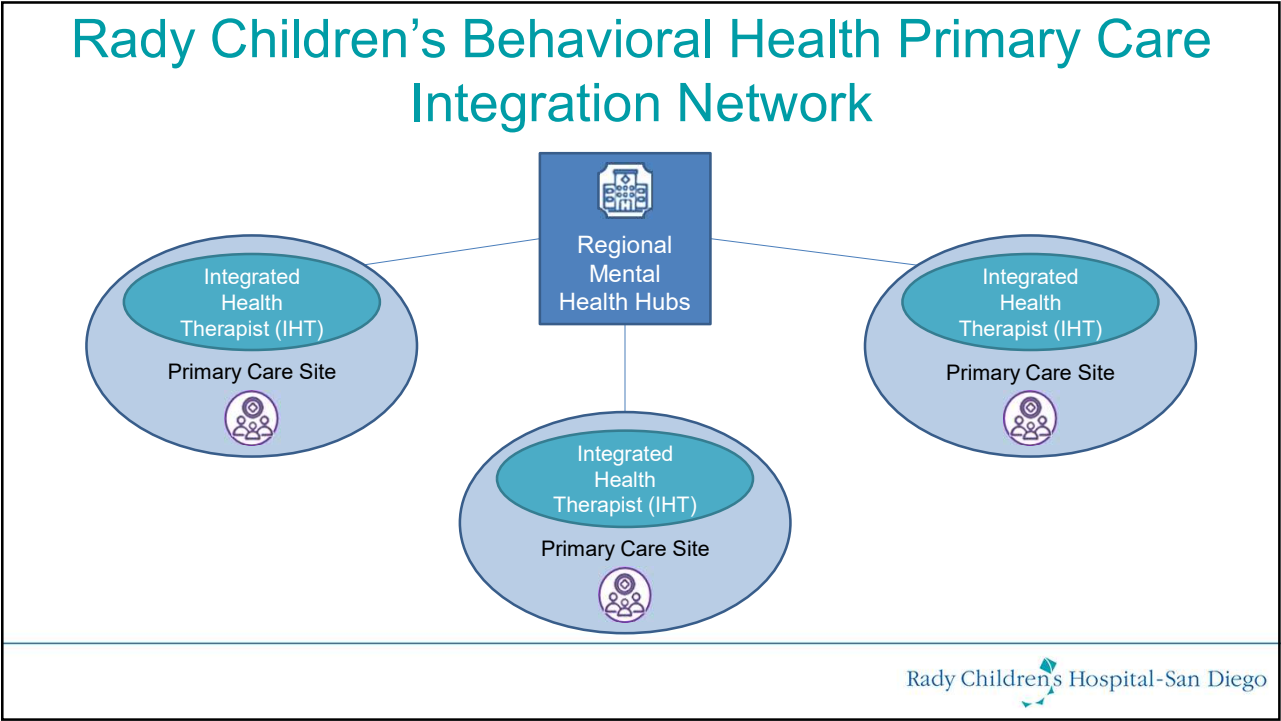 Rady Children’s Behavioral Health Primary Care
Integration Network
Regional
Mental
Health Hubs
Integrated
Health
Therapist (IHT)
Primary Care Site
Integrated
Health
Therapist (IHT)
Primary Care Site
Integrated
Health
Therapist (IHT)
Primary Care Site
Rady Children's Hospital-San Diego